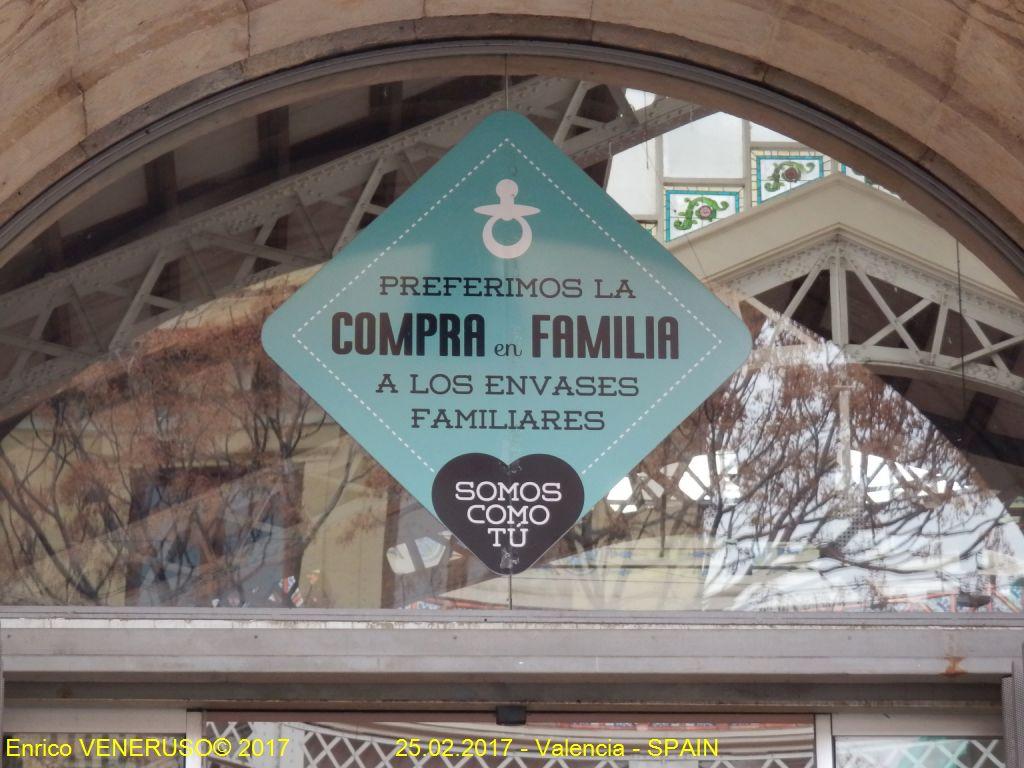 PREFERIMOS LA
COMPRA en FAMILIA
A LOS ENVASES
FAMILIARES
SOMOS
COMO
TÚ
Enrico VENERUSO© 2017
25.02.2017 - Valencia - SPAIN